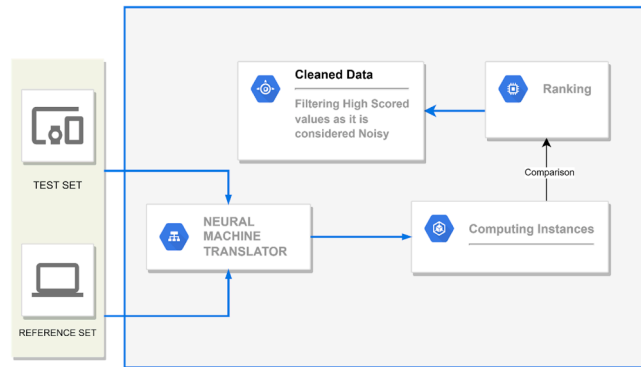 Cleaned Data
Filtering High Scored
values as it is
considered Noisy
Ranking
TEST SET
Comparison
NEURAL
MACHINE
TRANSLATOR
Computing Instances
REFERENCE SET